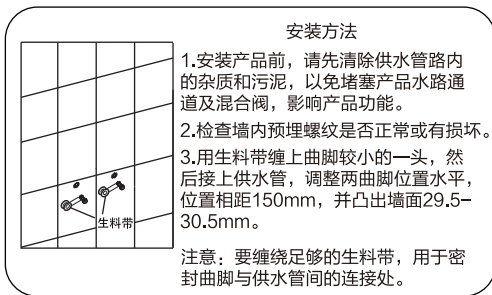 安装方法
1.安装产品前，请先清除供水管路内
的杂质和污泥，以免堵塞产品水路通
道及混合阀，影响产品功能。
2.检查墙内预埋螺纹是否正常或有损坏。
3.用生料带缠上曲脚较小的一头，然
后接上供水管，调整两曲脚位置水平，
位置相距150mm，并凸出墙面29.5-
30.5mm。
注意：要缠绕足够的生料带，用于密
封曲脚与供水管间的连接处。
生料带